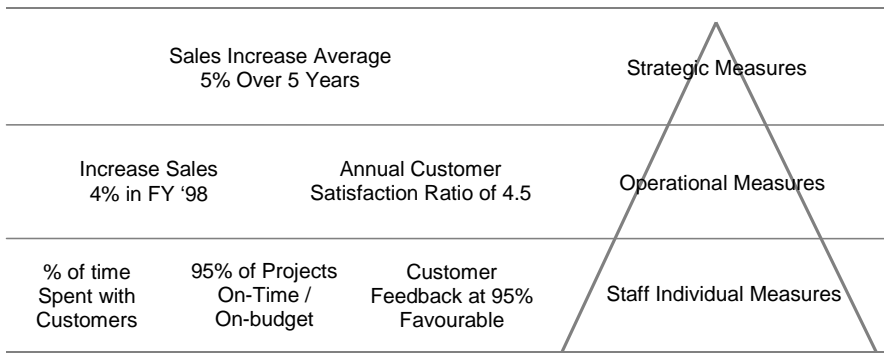 Sales Increase Average
5% Over 5 Years
Strategic Measures
Increase Sales
4% in FY ‘98
Annual Customer
Satisfaction Ratio of 4.5
Operational Measures
% of time
Spent with
Customers
95% of Projects
On-Time /
On-budget
Customer
Feedback at 95%
Favourable
Staff Individual Measures